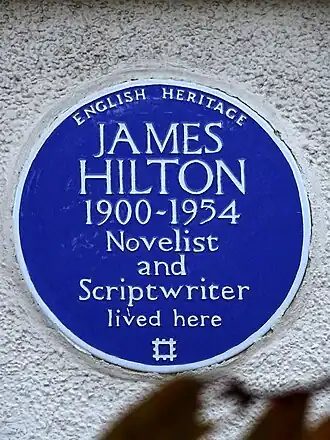 ENGLISH HERITAGE
JAMES
HILTON
1900-1954
Novelist
and
Scriptwriter
lived here